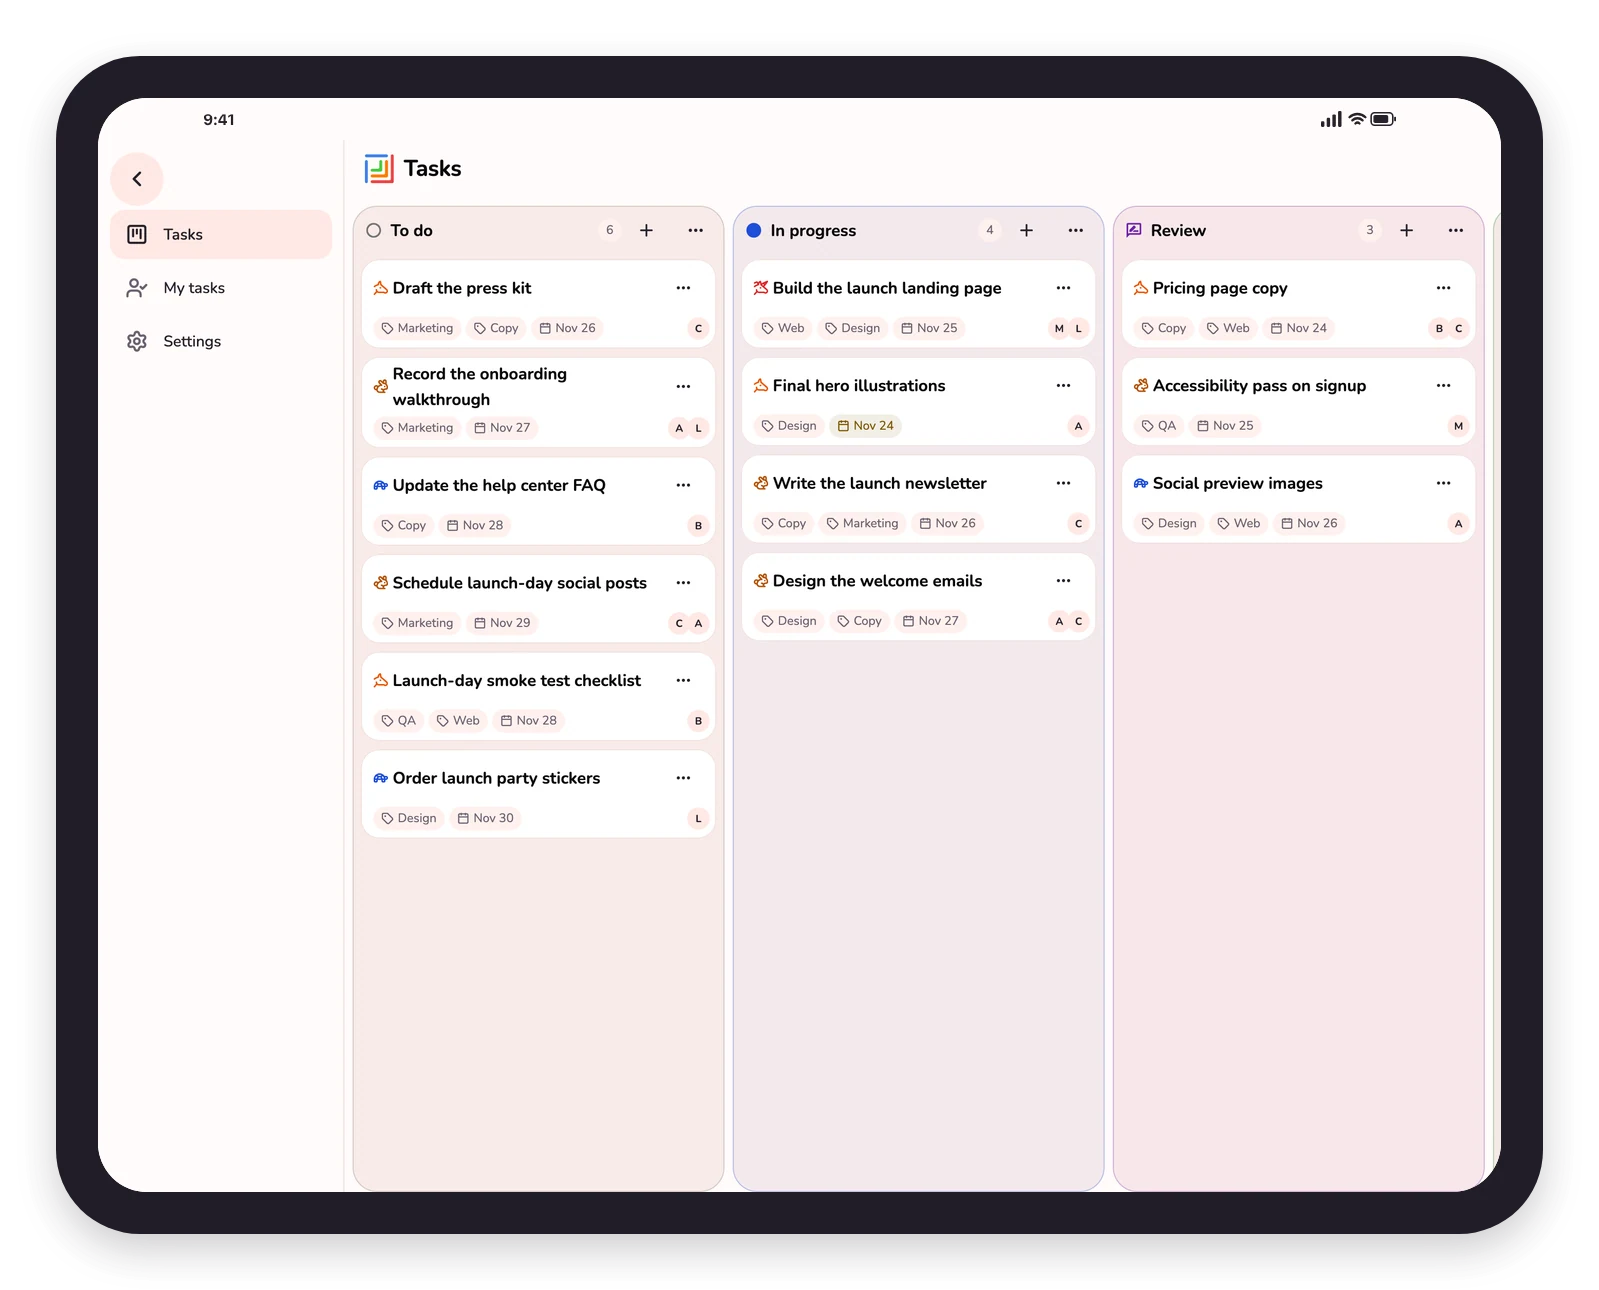 9:41
Tasks
My tasks
Settings
Tasks
To do 6
Draft the press kit
Marketing Copy Nov 26 C
Record the onboarding
walkthrough
Marketing Nov 27 A L
Update the help center FAQ
Copy Nov 28 B
Schedule launch-day social posts
Marketing Nov 29 C A
Launch-day smoke test checklist
QA Web Nov 28 B
Order launch party stickers
Design Nov 30 L
In progress 4
Build the launch landing page
Web Design Nov 25 M L
Final hero illustrations
Design Nov 24 A
Write the launch newsletter
Copy Marketing Nov 26 C
Design the welcome emails
Design Copy Nov 27 A C
Review 3
Pricing page copy
Copy Web Nov 24 B C
Accessibility pass on signup
QA Nov 25 M
Social preview images
Design Web Nov 26 A